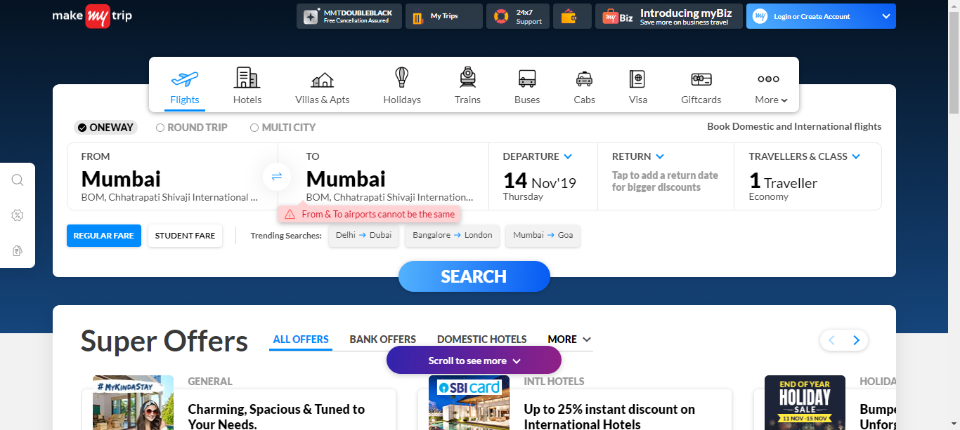 make my trip
MMTDOUBLEBLACK
Free Cancellation Assured
My Trips
24x7
Support
my Biz
Introducing myBiz
Save more on business travel
my
Login or Create Account
Flights
Hotels
Villas & Apts
Holidays
Trains
Buses
Cabs
Visa
Giftcards
More
ONEWAY
ROUND TRIP
MULTI CITY
Book Domestic and International flights
FROM
Mumbai
BOM, Chhatrapati Shivaji International ...
TO
Mumbai
BOM, Chhatrapati Shivaji Internation...
DEPARTURE
14 Nov'19
Thursday
RETURN
Tap to add a return date
for bigger discounts
TRAVELLERS & CLASS
1 Traveller
Economy
From & To airports cannot be the same
REGULAR FARE
STUDENT FARE
Trending Searches:
Delhi → Dubai
Bangalore → London
Mumbai → Goa
SEARCH
Super Offers
ALL OFFERS
BANK OFFERS
DOMESTIC HOTELS
MORE
Scroll to see more
#MYKINDASTAY
GENERAL
Charming, Spacious & Tuned to
Your Needs.
SBI card
INTL HOTELS
Up to 25% instant discount on
International Hotels
END OF YEAR
HOLIDAY
SALE
11 NOV -15 NOV
HOLIDA
Bumpe
Unforg